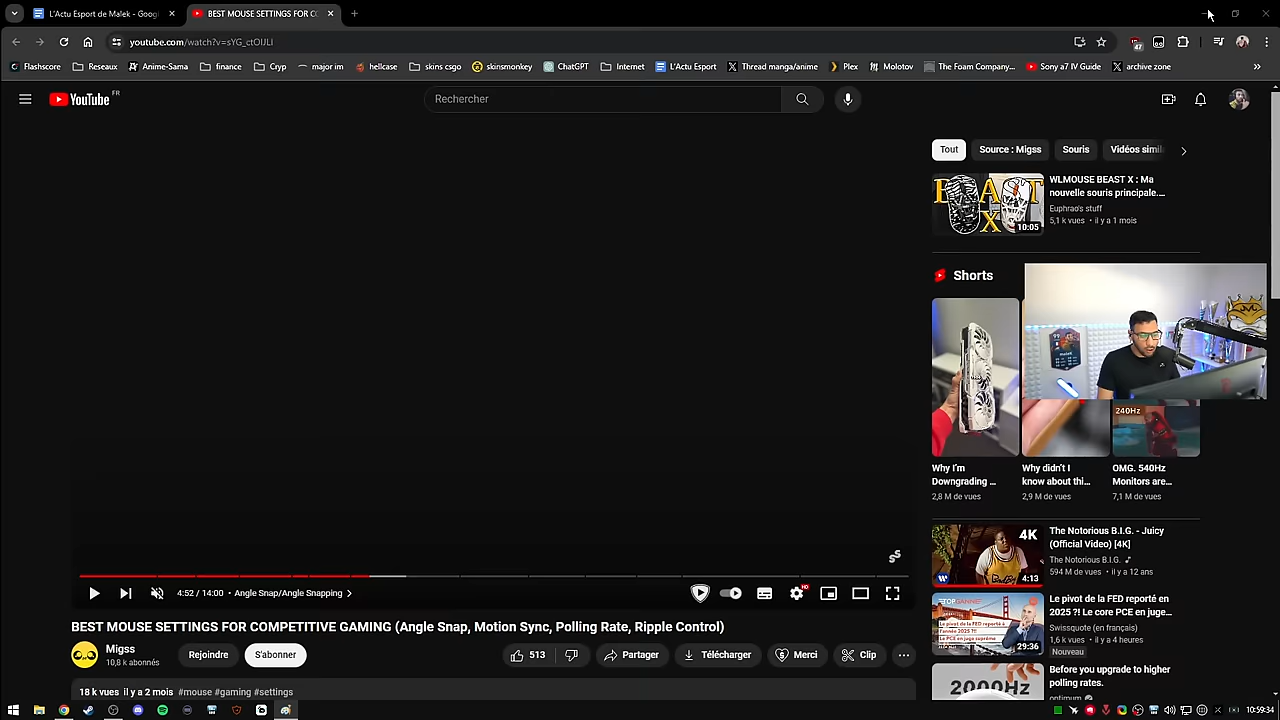 L'Actu Esport de Malek - Googl
BEST MOUSE SETTINGS FOR CO
youtube.com/watch?v=sYG_ctOlJLI
47
Flashscore
Reseaux
Anime-Sama
finance
Cryp
major im
hellcase
skins csgo
skinsmonkey
ChatGPT
Internet
L'Actu Esport
Thread manga/anime
Plex
Molotov
The Foam Company...
Sony a7 IV Guide
archive zone
YouTube FR
Rechercher
Tout
Source : Migss
Souris
Vidéos simil
BEAST
X
10:05
WLMOUSE BEAST X : Ma
nouvelle souris principale....
Euphrao's stuff
5,1 k vues • il y a 1 mois
Shorts
240Hz
Why I'm
Downgrading ...
2,8 M de vues
Why didn't I
know about thi...
2,9 M de vues
OMG. 540Hz
Monitors are...
7,1 M de vues
4K
4:13
The Notorious B.I.G. - Juicy
(Official Video) [4K]
The Notorious B.I.G.
594 M de vues • il y a 12 ans
29:36
Le pivot de la FED reporté en
2025 ?! Le core PCE en juge...
Swissquote (en français)
1,6 k vues • il y a 4 heures
Nouveau
2000Hz
Before you upgrade to higher
polling rates.
optimum
4:52 / 14:00 • Angle Snap/Angle Snapping
HD
BEST MOUSE SETTINGS FOR COMPETITIVE GAMING (Angle Snap, Motion Sync, Polling Rate, Ripple Control)
Migss
10,8 k abonnés
Rejoindre
S'abonner
513
Partager
Télécharger
Merci
Clip
18 k vues il y a 2 mois #mouse #gaming #settings
10:59:34